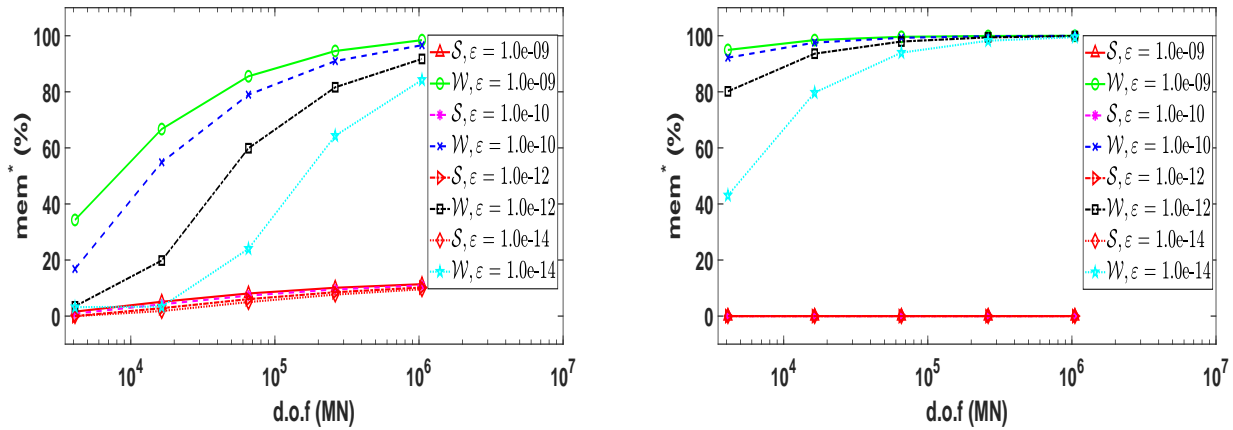 mem* (%)
100
80
60
40
20
0
10^4
10^5
10^6
10^7
d.o.f (MN)
𝒮, ε = 1.0e-09
𝒲, ε = 1.0e-09
𝒮, ε = 1.0e-10
𝒲, ε = 1.0e-10
𝒮, ε = 1.0e-12
𝒲, ε = 1.0e-12
𝒮, ε = 1.0e-14
𝒲, ε = 1.0e-14
mem* (%)
100
80
60
40
20
0
10^4
10^5
10^6
10^7
d.o.f (MN)
𝒮, ε = 1.0e-09
𝒲, ε = 1.0e-09
𝒮, ε = 1.0e-10
𝒲, ε = 1.0e-10
𝒮, ε = 1.0e-12
𝒲, ε = 1.0e-12
𝒮, ε = 1.0e-14
𝒲, ε = 1.0e-14